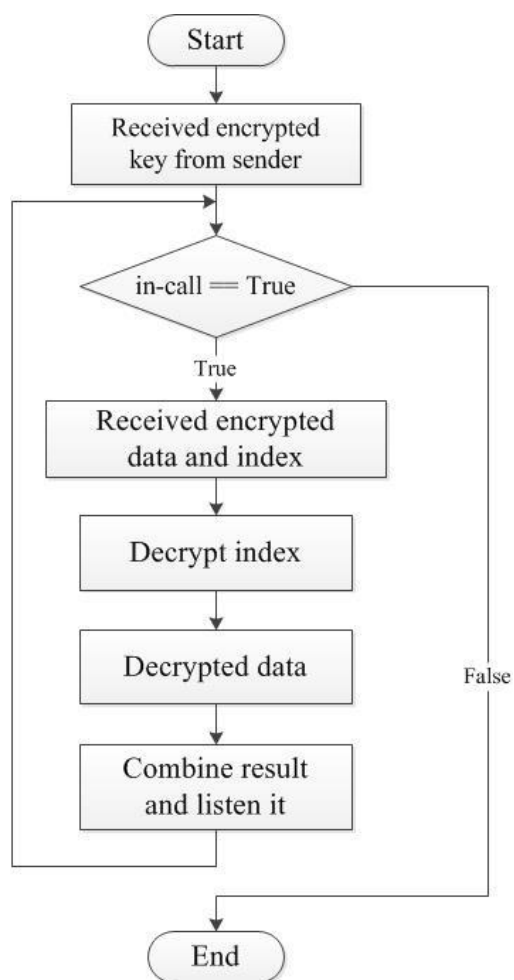 Start
Received encrypted
key from sender
in-call == True
True
Received encrypted
data and index
Decrypt index
Decrypted data
False
Combine result
and listen it
End